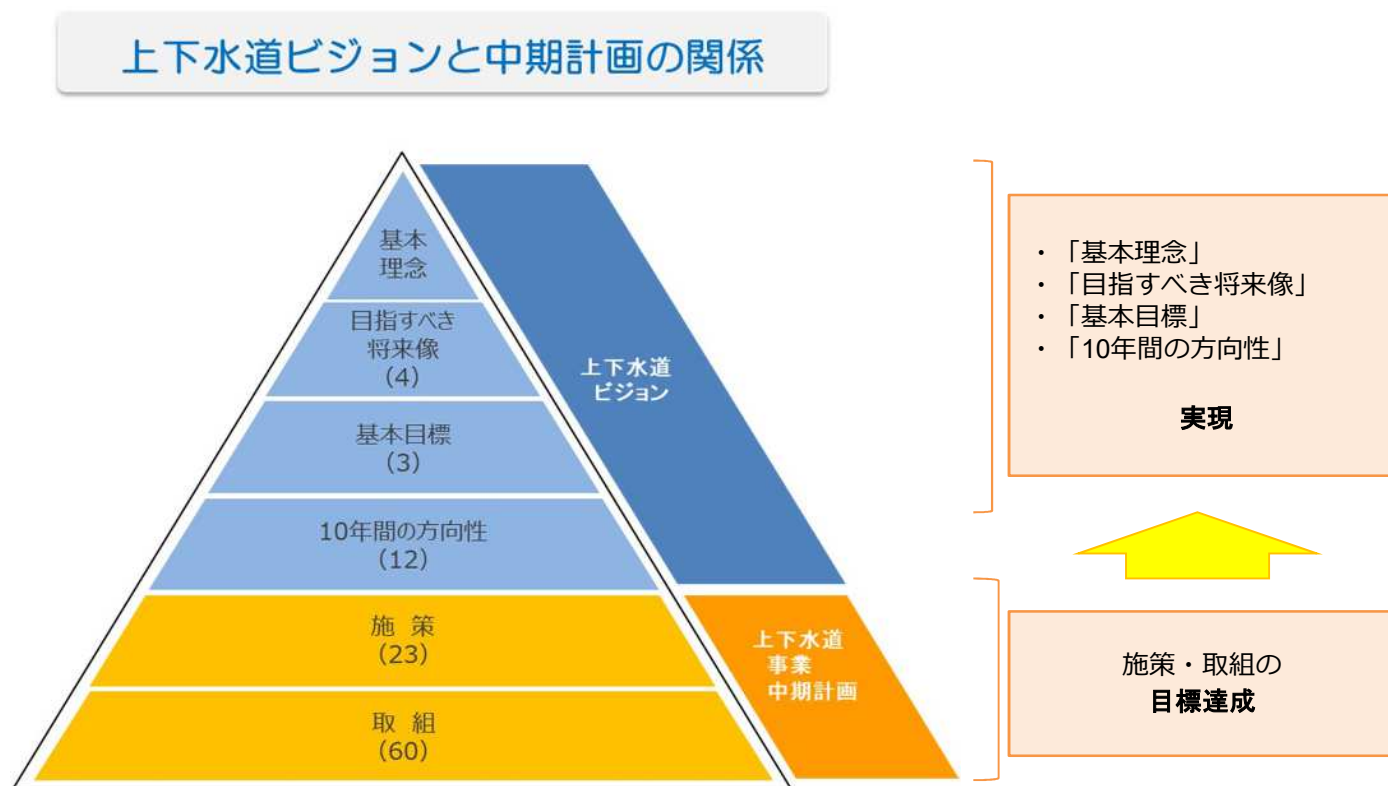 上下水道ビジョンと中期計画の関係
基本
理念
目指すべき
将来像
(4)
基本目標
(3)
10年間の方向性
(12)
施 策
(23)
取 組
(60)
上下水道
ビジョン
上下水道
事業
中期計画
・「基本理念」
・「目指すべき将来像」
・「基本目標」
・「10年間の方向性」
実現
施策・取組の
目標達成